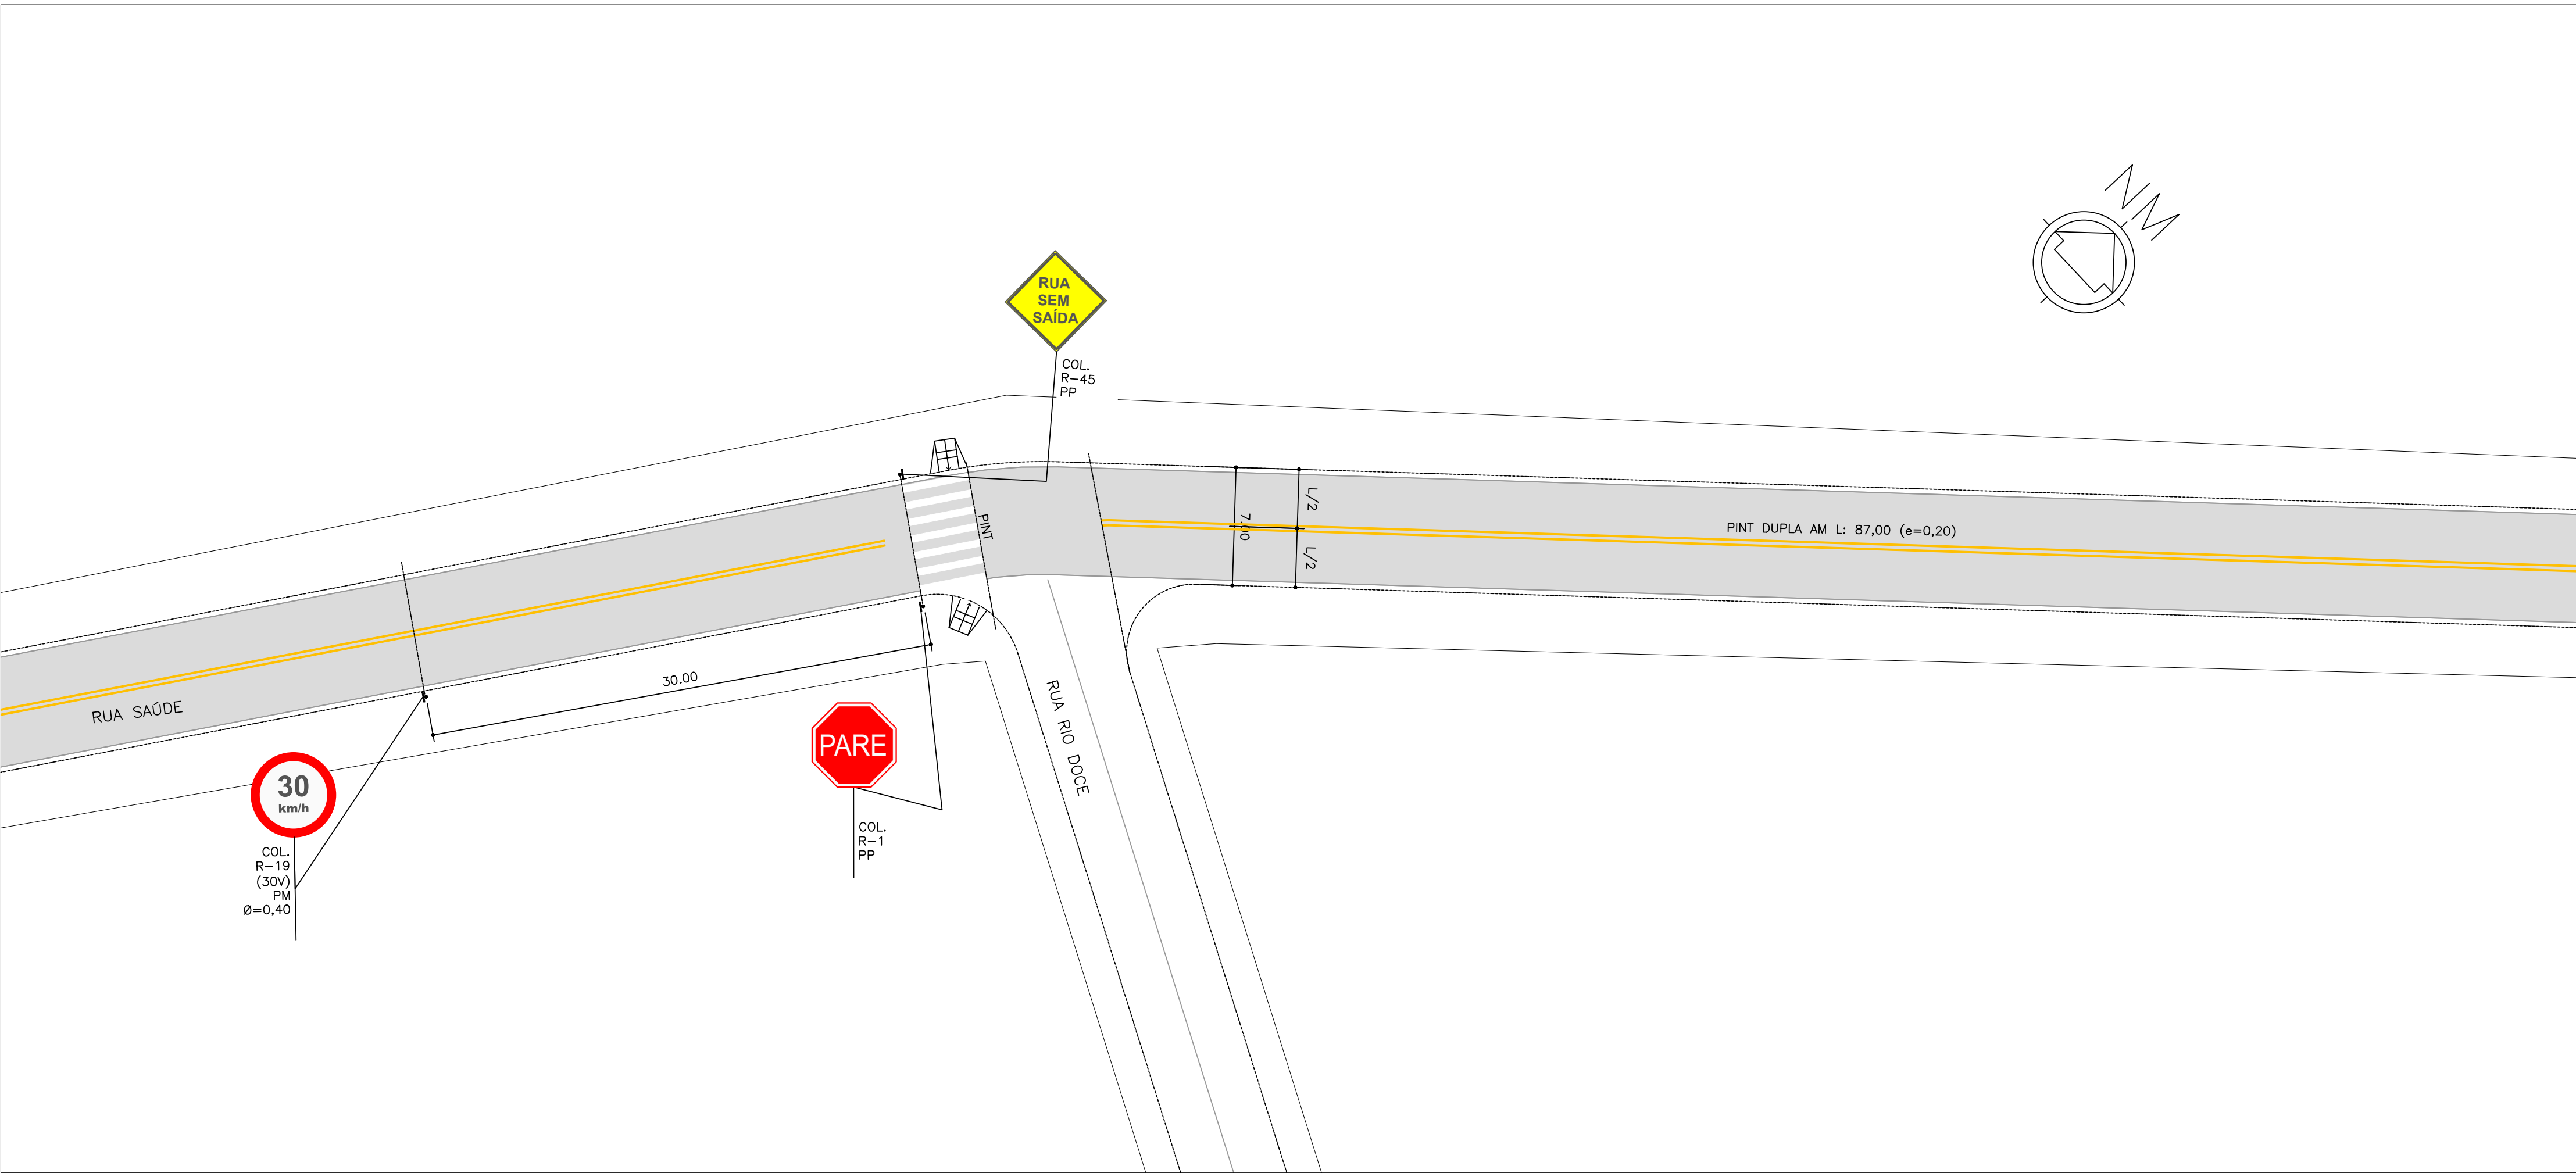 NM
RUA
SEM
SAÍDA
COL.
R-45
PP
PINT
7.00
L/2
L/2
PINT DUPLA AM L: 87,00 (e=0,20)
30.00
RUA SAÚDE
RUA RIO DOCE
PARE
COL.
R-1
PP
30
km/h
COL.
R-19
(30V)
PM
Ø=0,40